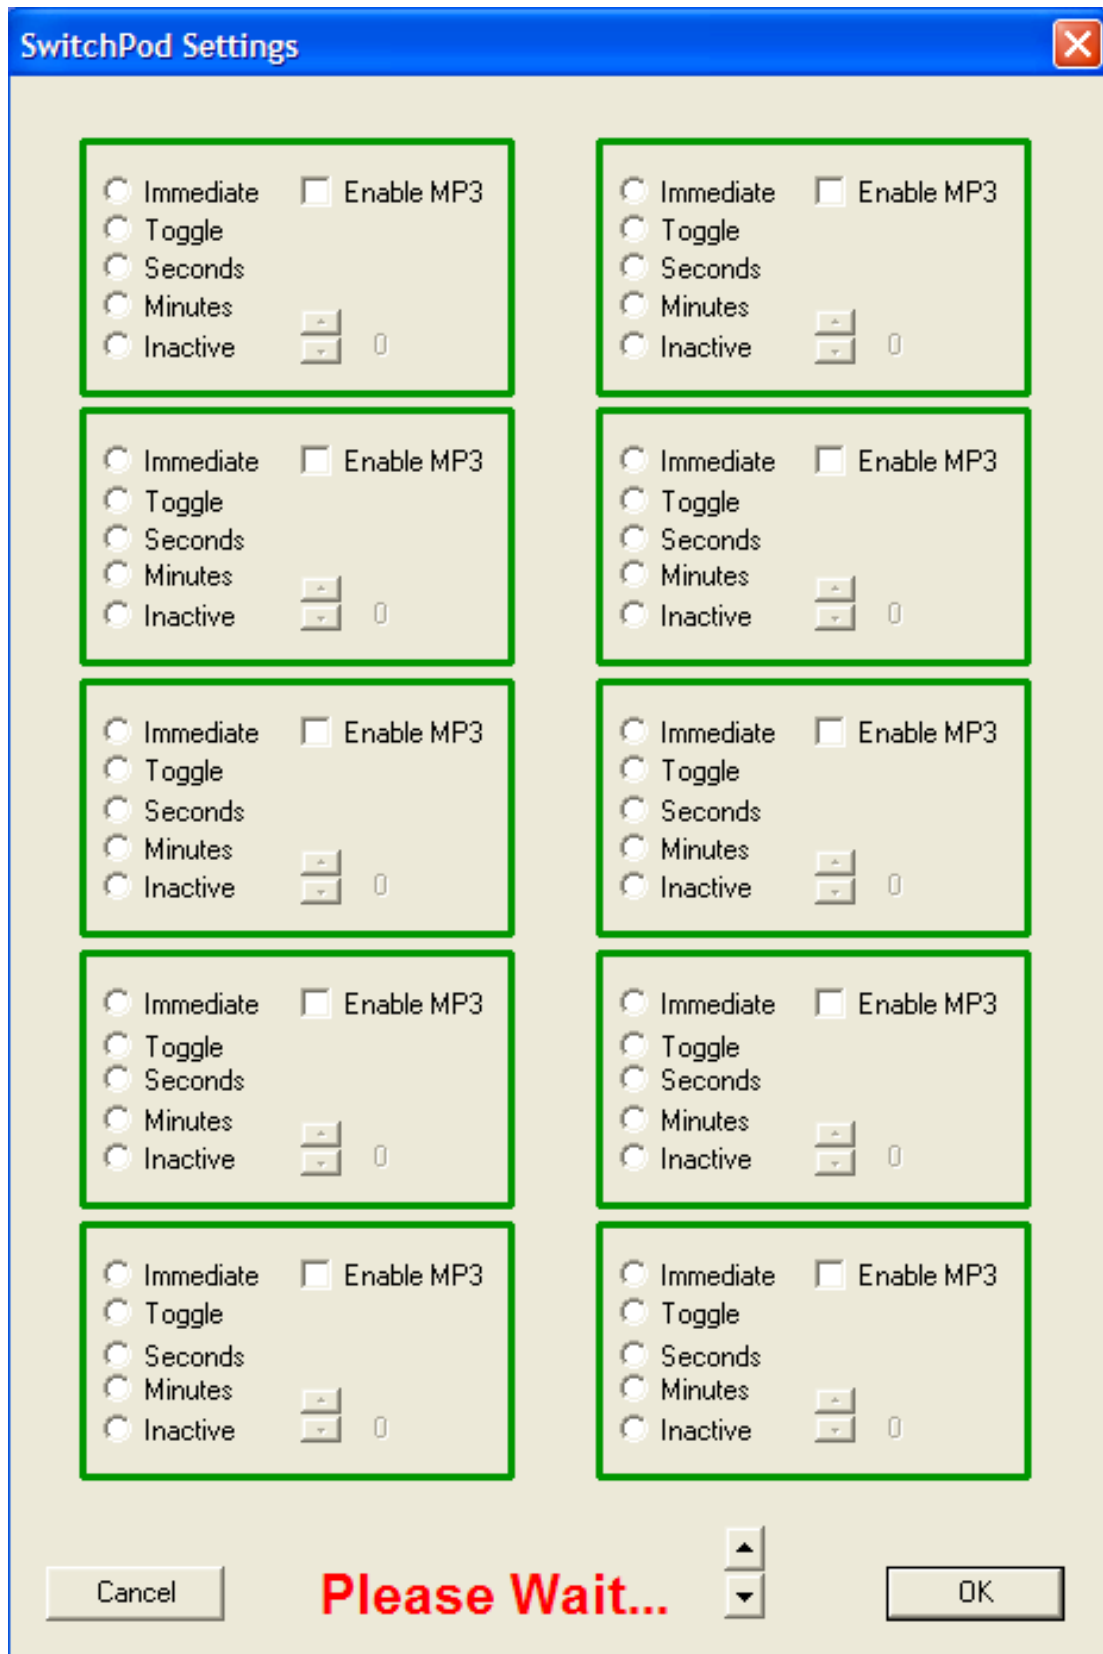 SwitchPod Settings
Immediate Enable MP3
Toggle
Seconds
Minutes
Inactive 0
Immediate Enable MP3
Toggle
Seconds
Minutes
Inactive 0
Immediate Enable MP3
Toggle
Seconds
Minutes
Inactive 0
Immediate Enable MP3
Toggle
Seconds
Minutes
Inactive 0
Immediate Enable MP3
Toggle
Seconds
Minutes
Inactive 0
Immediate Enable MP3
Toggle
Seconds
Minutes
Inactive 0
Immediate Enable MP3
Toggle
Seconds
Minutes
Inactive 0
Immediate Enable MP3
Toggle
Seconds
Minutes
Inactive 0
Immediate Enable MP3
Toggle
Seconds
Minutes
Inactive 0
Immediate Enable MP3
Toggle
Seconds
Minutes
Inactive 0
Cancel Please Wait... OK